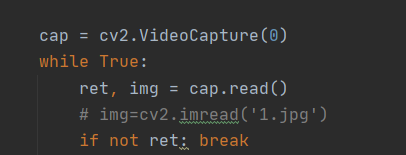 cap = cv2.VideoCapture(0)
while True:
    ret, img = cap.read()
    # img=cv2.imread('1.jpg')
    if not ret: break